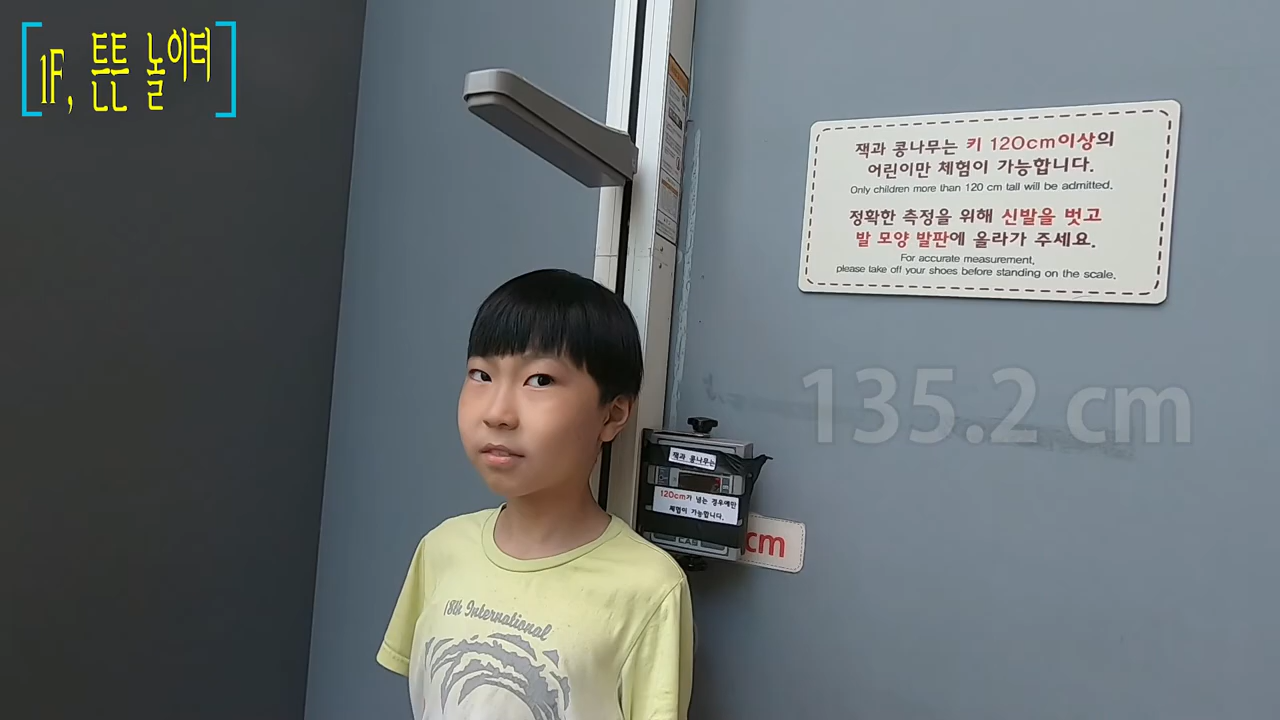 [1F, 튼튼 놀이터]
잭과 콩나무는 키 120cm이상의
어린이만 체험이 가능합니다.
Only children more than 120 cm tall will be admitted.
정확한 측정을 위해 신발을 벗고
발 모양 발판에 올라가 주세요.
For accurate measurement,
please take off your shoes before standing on the scale.
135.2 cm
잭과 콩나무는
120cm가 넘는 경우에만
체험이 가능합니다.
cm
18th International